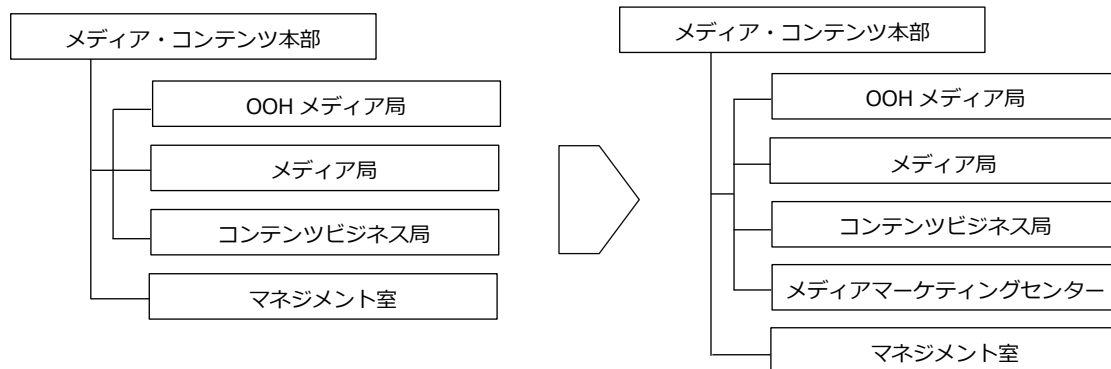 メディア・コンテンツ本部
OOH メディア局
メディア局
コンテンツビジネス局
マネジメント室
メディア・コンテンツ本部
OOH メディア局
メディア局
コンテンツビジネス局
メディアマーケティングセンター
マネジメント室